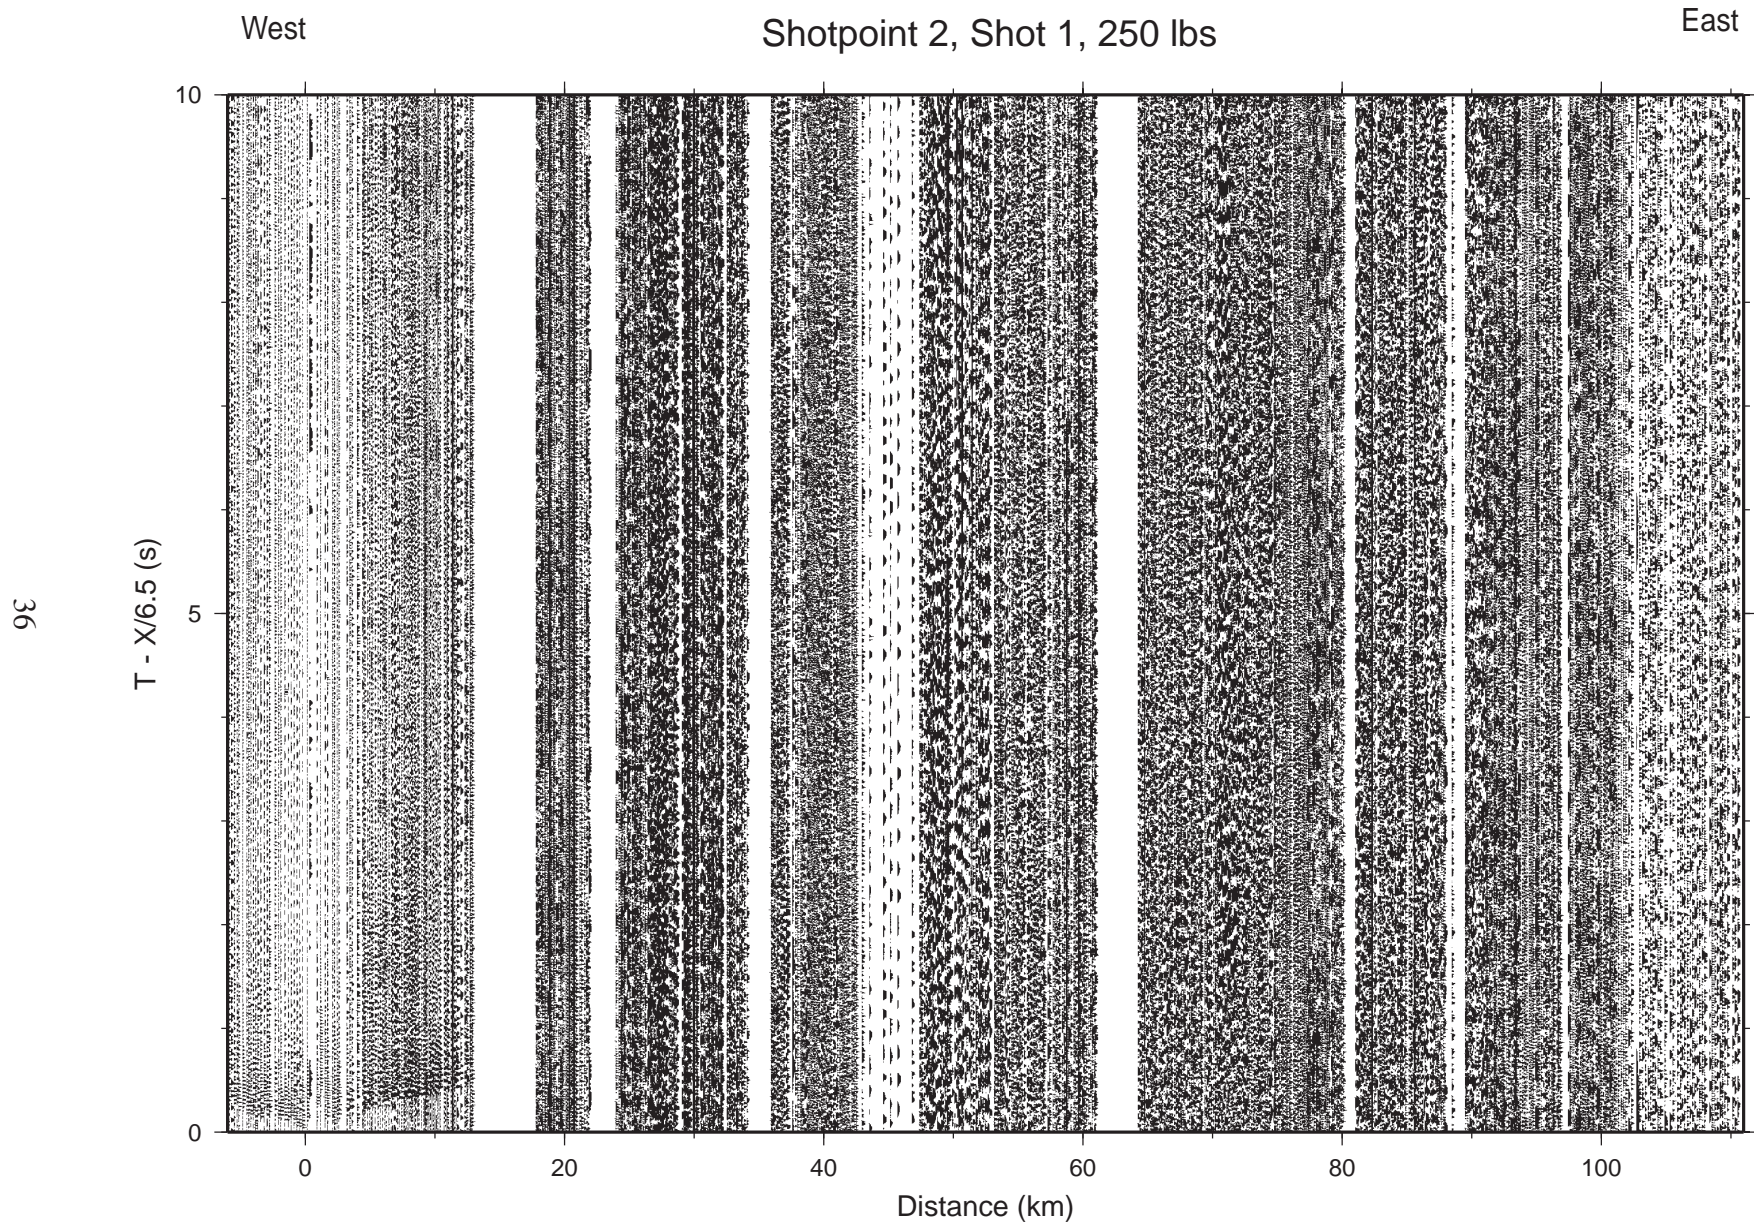 West
Shotpoint 2, Shot 1, 250 lbs
East
10
5
0
T - X/6.5 (s)
0 20 40 60 80 100
Distance (km)
36